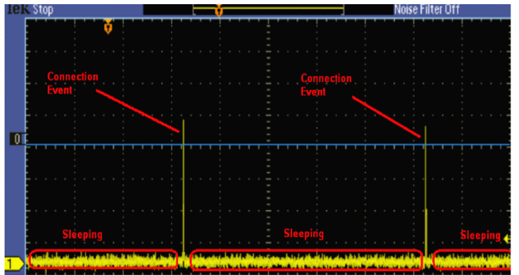 Tek Stop
Noise Filter Off
Connection
Event
Connection
Event
0
Sleeping
Sleeping
Sleeping
1